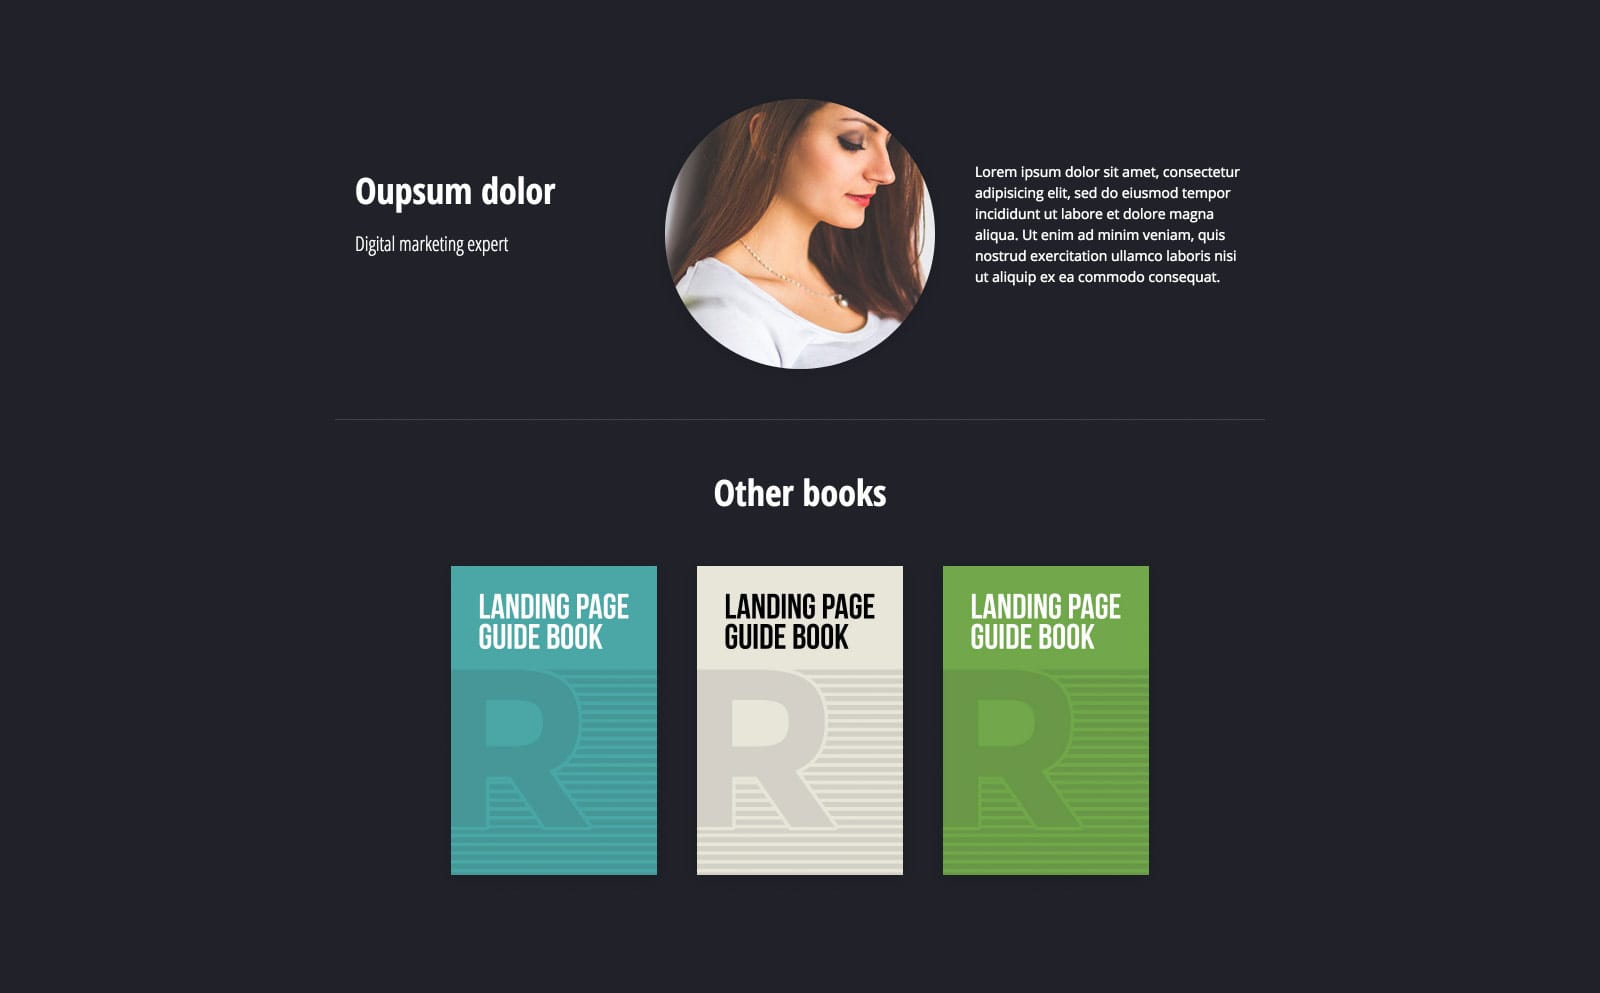 Oupsum dolor
Digital marketing expert
Lorem ipsum dolor sit amet, consectetur
adipisicing elit, sed do eiusmod tempor
incididunt ut labore et dolore magna
aliqua. Ut enim ad minim veniam, quis
nostrud exercitation ullamco laboris nisi
ut aliquip ex ea commodo consequat.
Other books
LANDING PAGE
GUIDE BOOK
R
LANDING PAGE
GUIDE BOOK
R
LANDING PAGE
GUIDE BOOK
R